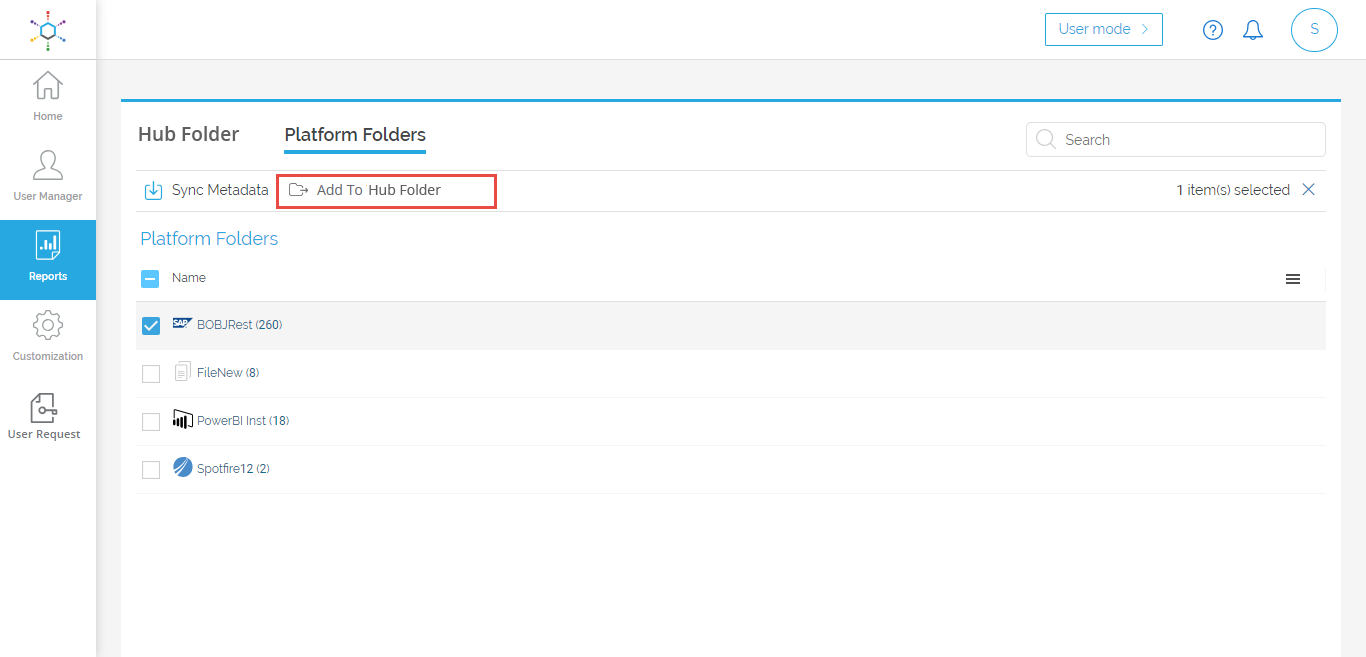 User mode
S
Home
User Manager
Reports
Customization
User Request
Hub Folder Platform Folders
Search
Sync Metadata Add To Hub Folder 1 item(s) selected
Platform Folders
Name
SAP BOBJRest (260)
FileNew (8)
PowerBI Inst (18)
Spotfire12 (2)